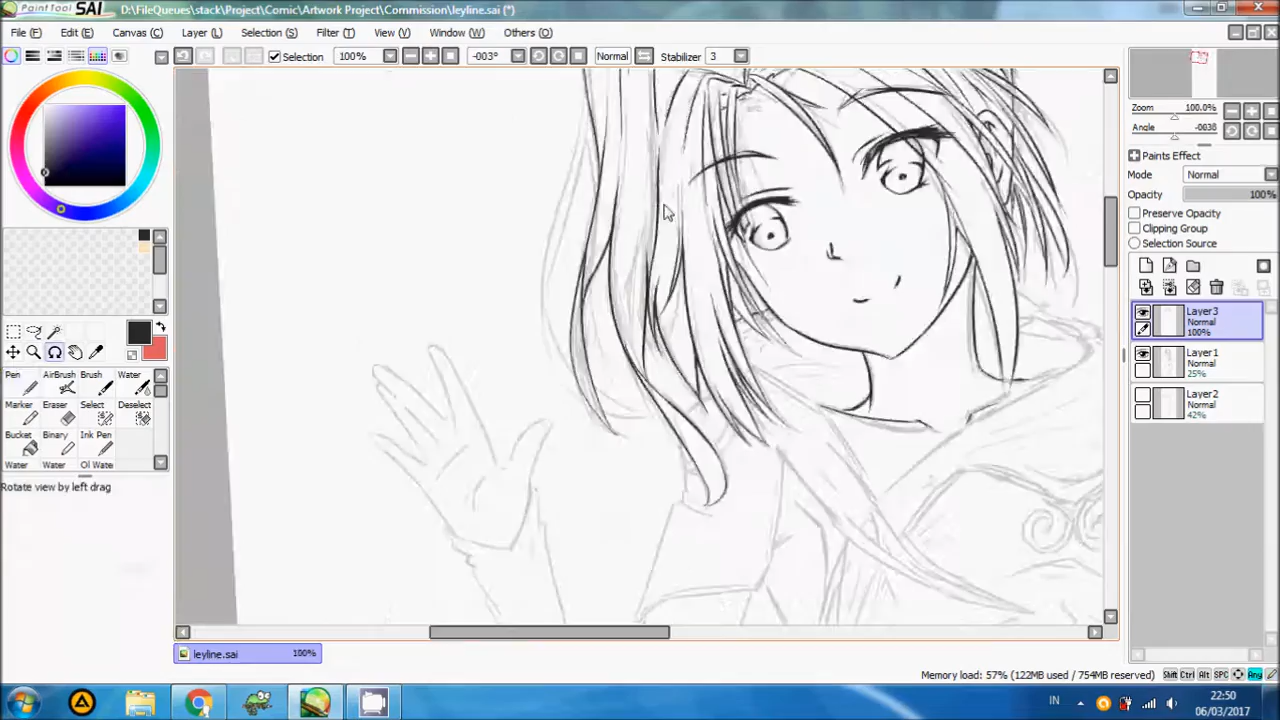 PaintTool SAI D:\FileQueues\stack\Project\Comic\Artwork Project\Commission\leyline.sai (*)
File (F) Edit (E) Canvas (C) Layer (L) Selection (S) Filter (T) View (V) Window (W) Others (O)
Selection 100% -003° Normal Stabilizer 3
Zoom 100.0%
Angle -0038
Paints Effect
Mode Normal
Opacity 100%
Preserve Opacity
Clipping Group
Selection Source
Layer3
Normal
100%
Layer1
Normal
25%
Layer2
Normal
42%
Pen AirBrush Brush Water
Marker Eraser Select Deselect
Bucket Binary Ink Pen
Water Water Ol Wate
Rotate view by left drag
leyline.sai 100%
Memory load: 57% (122MB used / 754MB reserved) Shift Ctrl Alt SPC Any
IN 22:50
06/03/2017